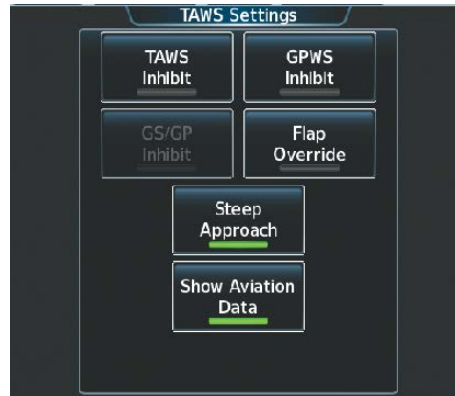 TAWS Settings
TAWS
Inhibit
GPWS
Inhibit
GS/GP
Inhibit
Flap
Override
Steep
Approach
Show Aviation
Data